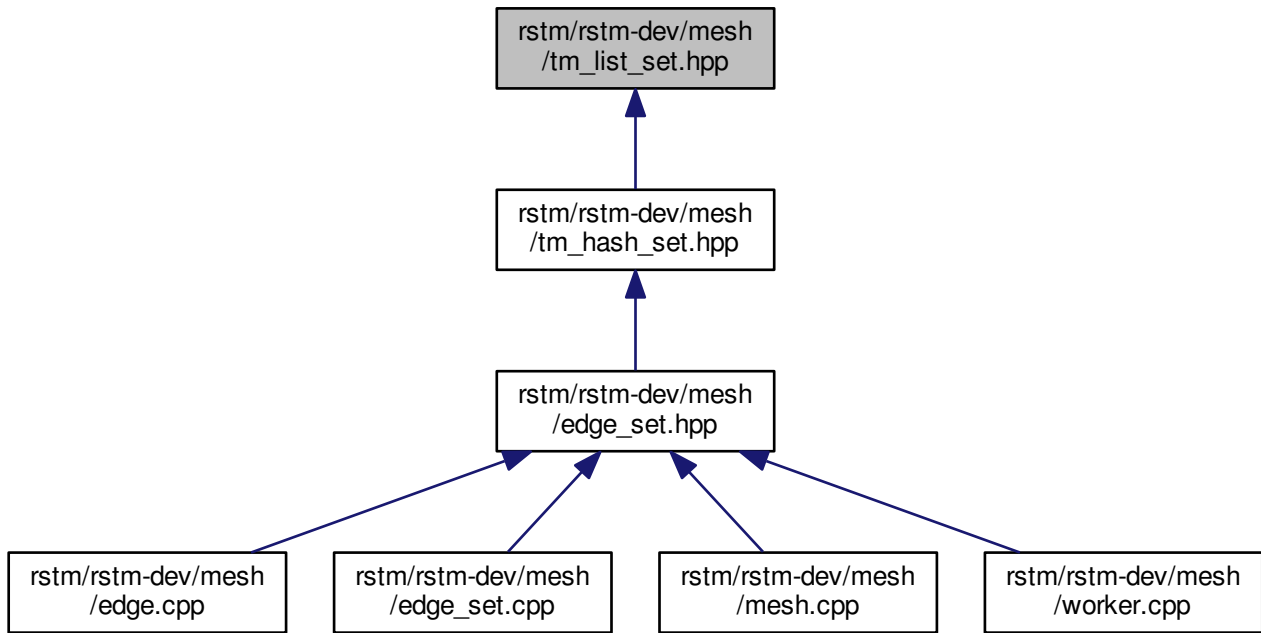 rstm/rstm-dev/mesh
/tm_list_set.hpp
rstm/rstm-dev/mesh
/tm_hash_set.hpp
rstm/rstm-dev/mesh
/edge_set.hpp
rstm/rstm-dev/mesh
/edge.cpp
rstm/rstm-dev/mesh
/edge_set.cpp
rstm/rstm-dev/mesh
/mesh.cpp
rstm/rstm-dev/mesh
/worker.cpp